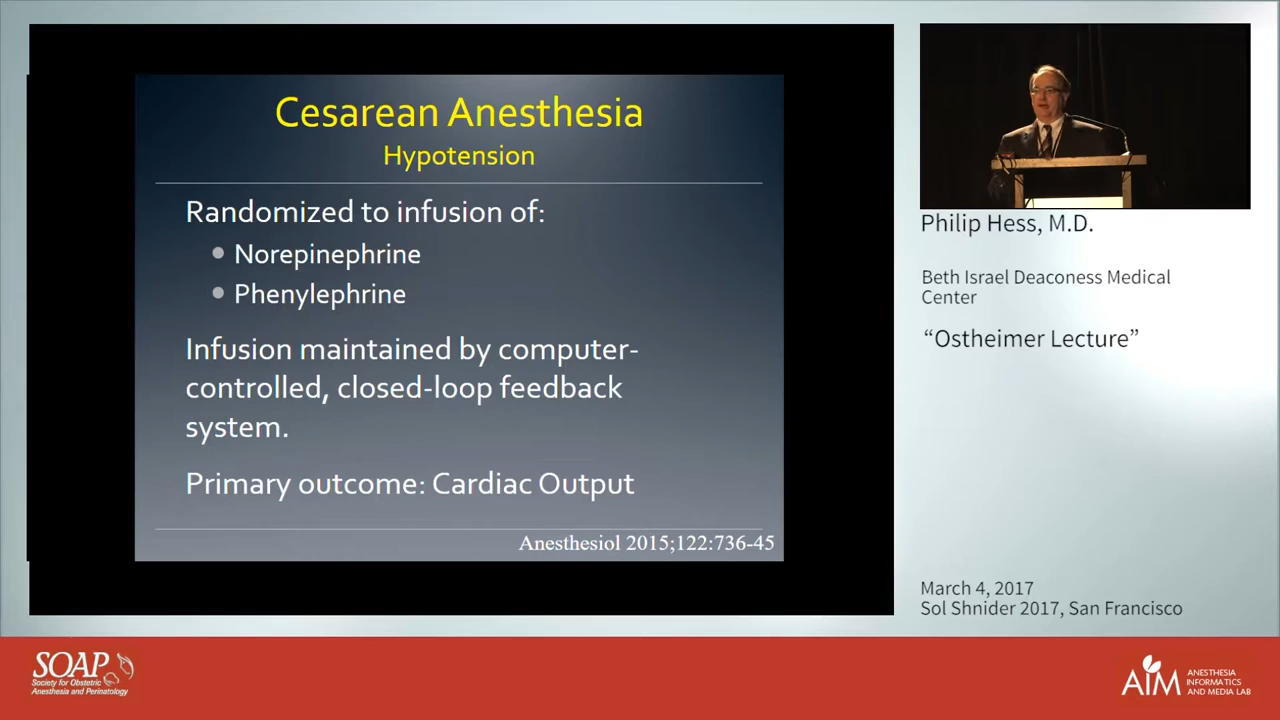 Cesarean Anesthesia
Hypotension
Randomized to infusion of:
Norepinephrine
Phenylephrine
Infusion maintained by computer-
controlled, closed-loop feedback
system.
Primary outcome: Cardiac Output
Anesthesiol 2015;122:736-45
Philip Hess, M.D.
Beth Israel Deaconess Medical
Center
“Ostheimer Lecture”
March 4, 2017
Sol Shnider 2017, San Francisco
SOAP
Society for Obstetric
Anesthesia and Perinatology
AIM
ANESTHESIA
INFORMATICS
AND MEDIA LAB